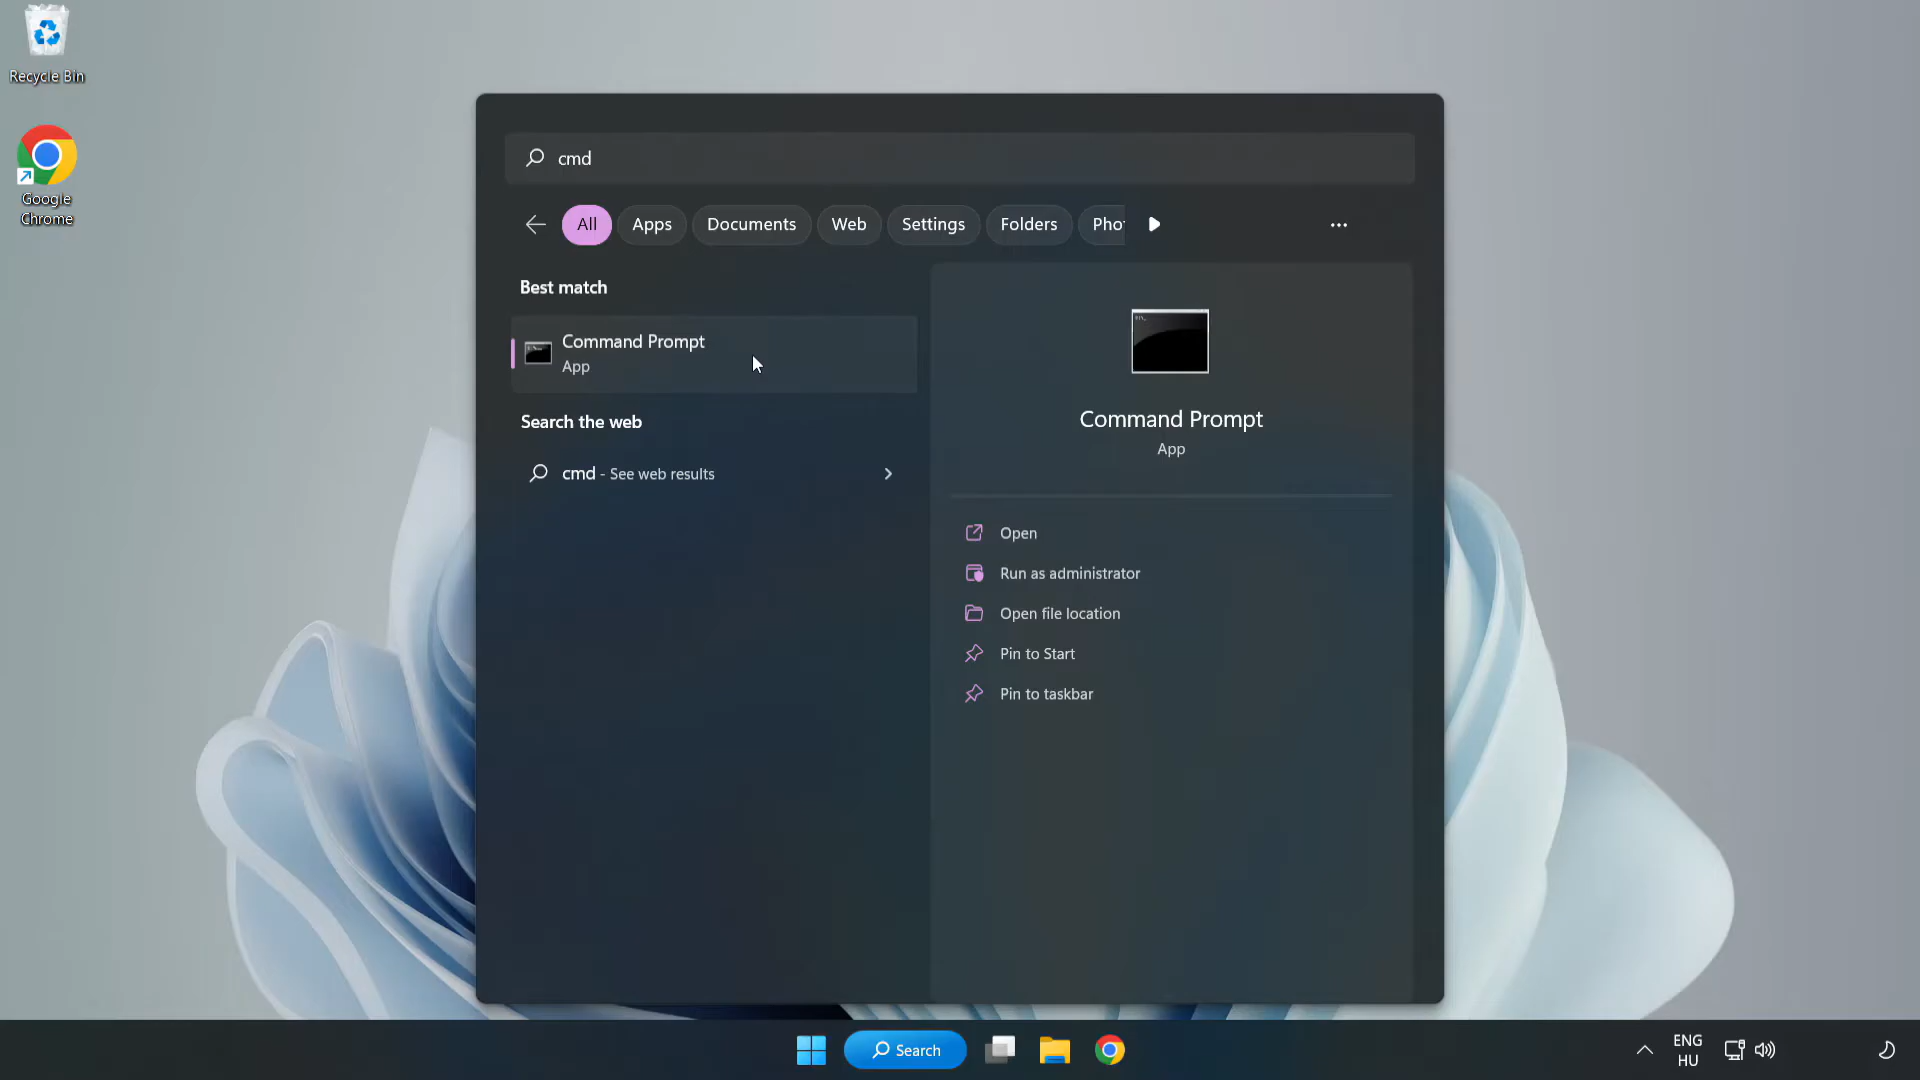 Recycle Bin
Google
Chrome
cmd
All
Apps
Documents
Web
Settings
Folders
Best match
Command Prompt
App
Search the web
cmd - See web results
Command Prompt
App
Open
Run as administrator
Open file location
Pin to Start
Pin to taskbar
Search
ENG
HU